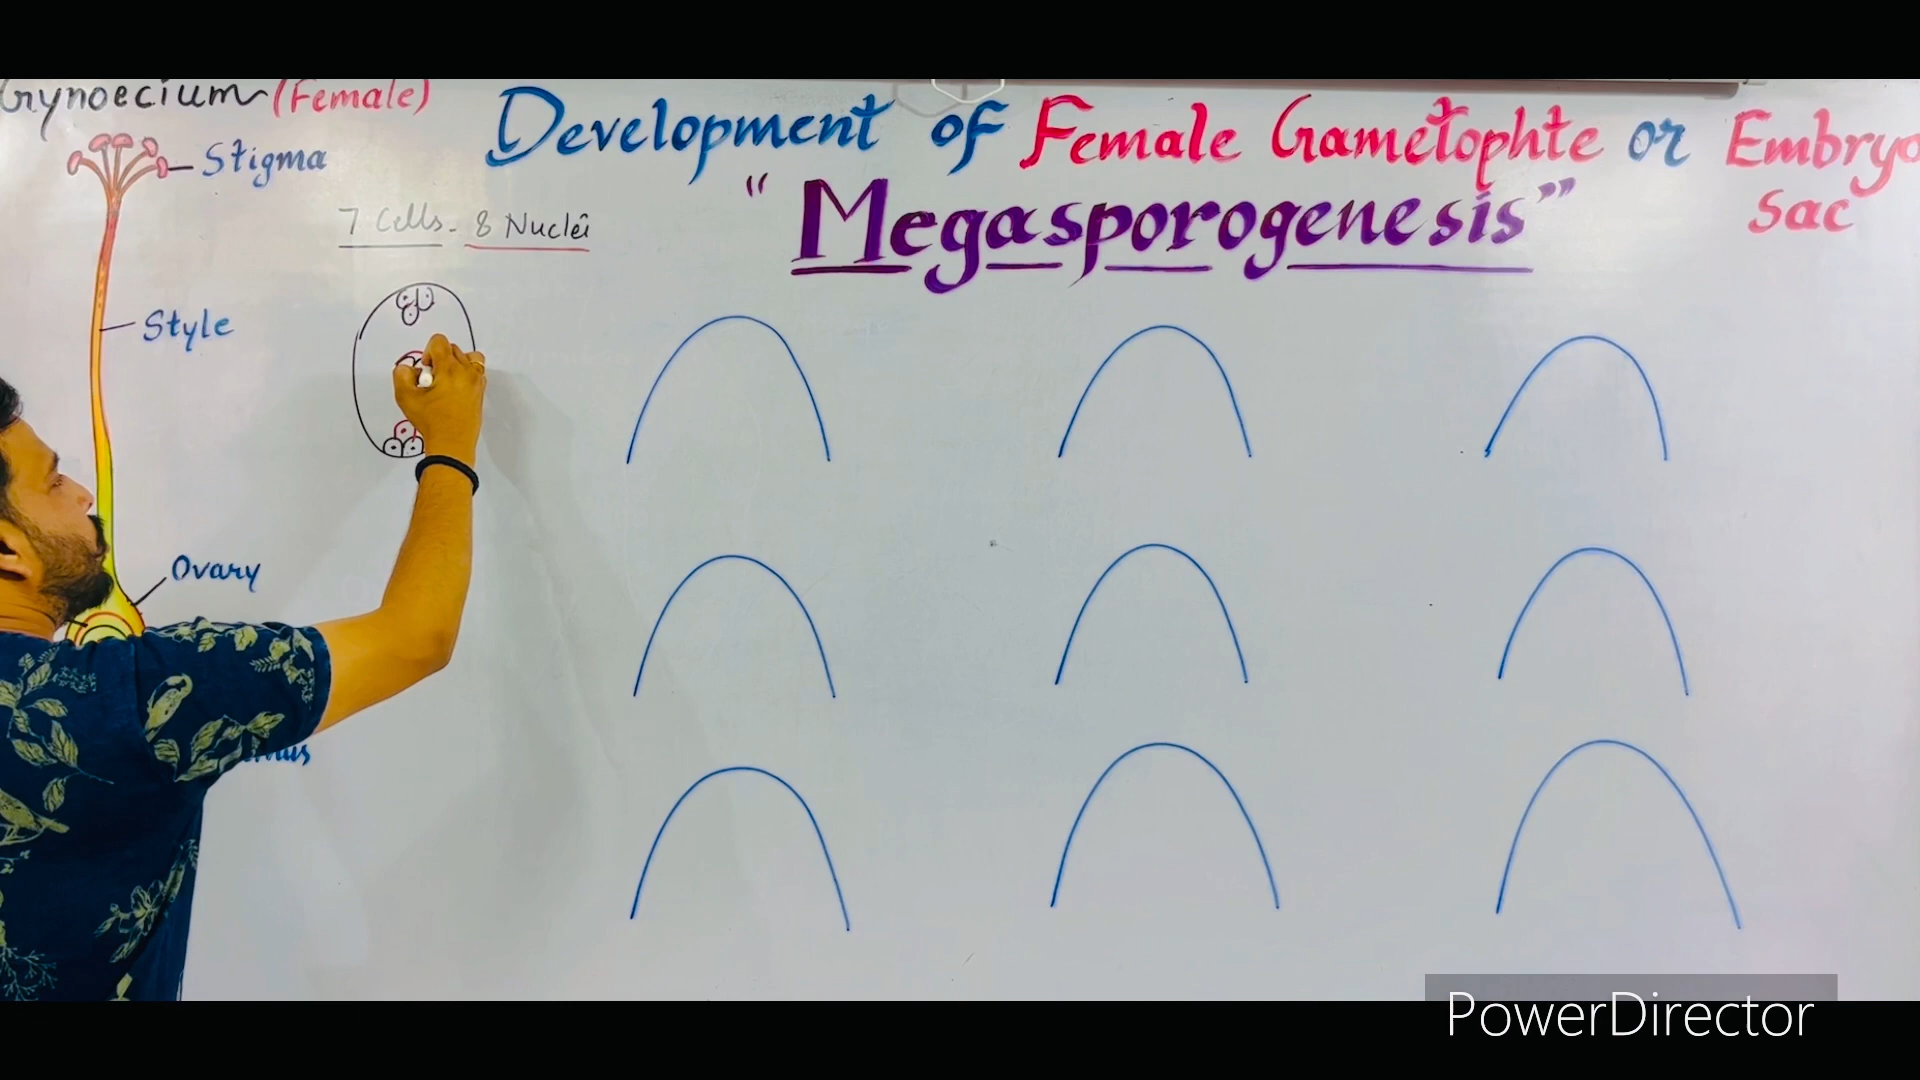 Gynoecium (Female)
Development of Female Gametophte or Embryo Sac
"Megasporogenesis"
Stigma
7 Cells - 8 Nuclei
Style
Ovary
PowerDirector